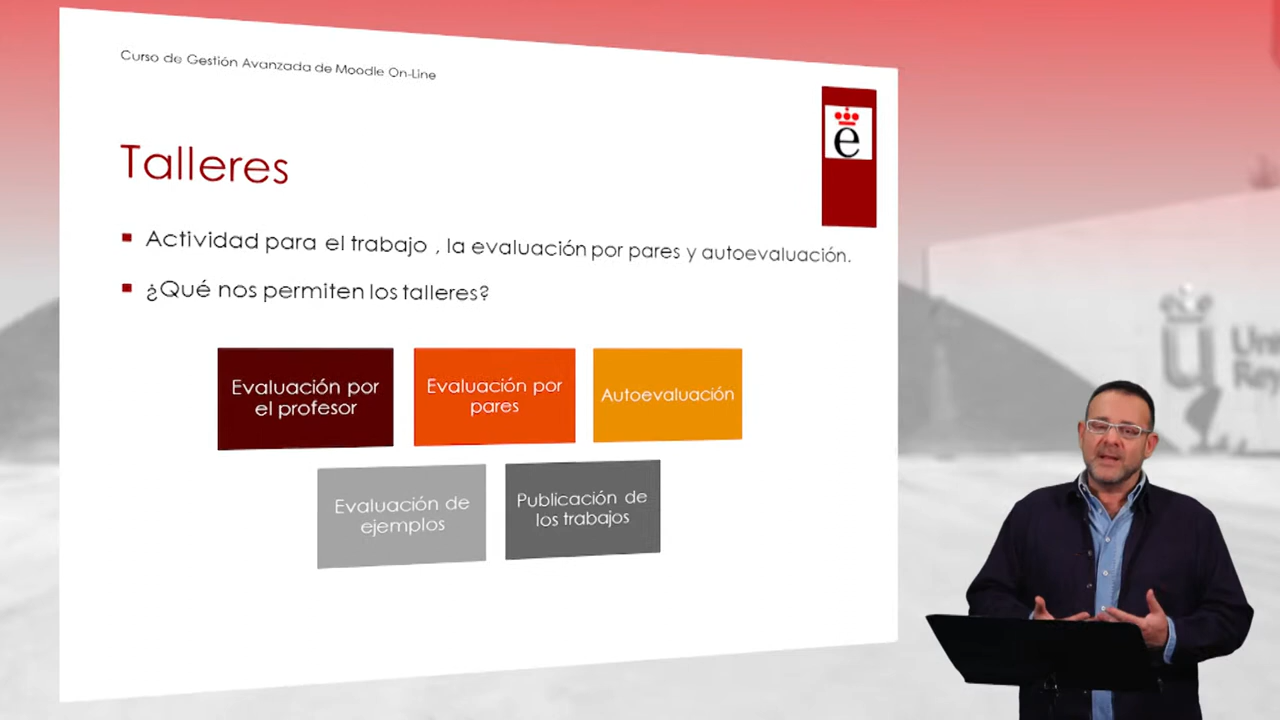 Curso de Gestión Avanzada de Moodle On-Line
e
Talleres
Actividad para el trabajo , la evaluación por pares y autoevaluación.
¿Qué nos permiten los talleres?
Evaluación por
el profesor
Evaluación por
pares
Autoevaluación
Evaluación de
ejemplos
Publicación de
los trabajos